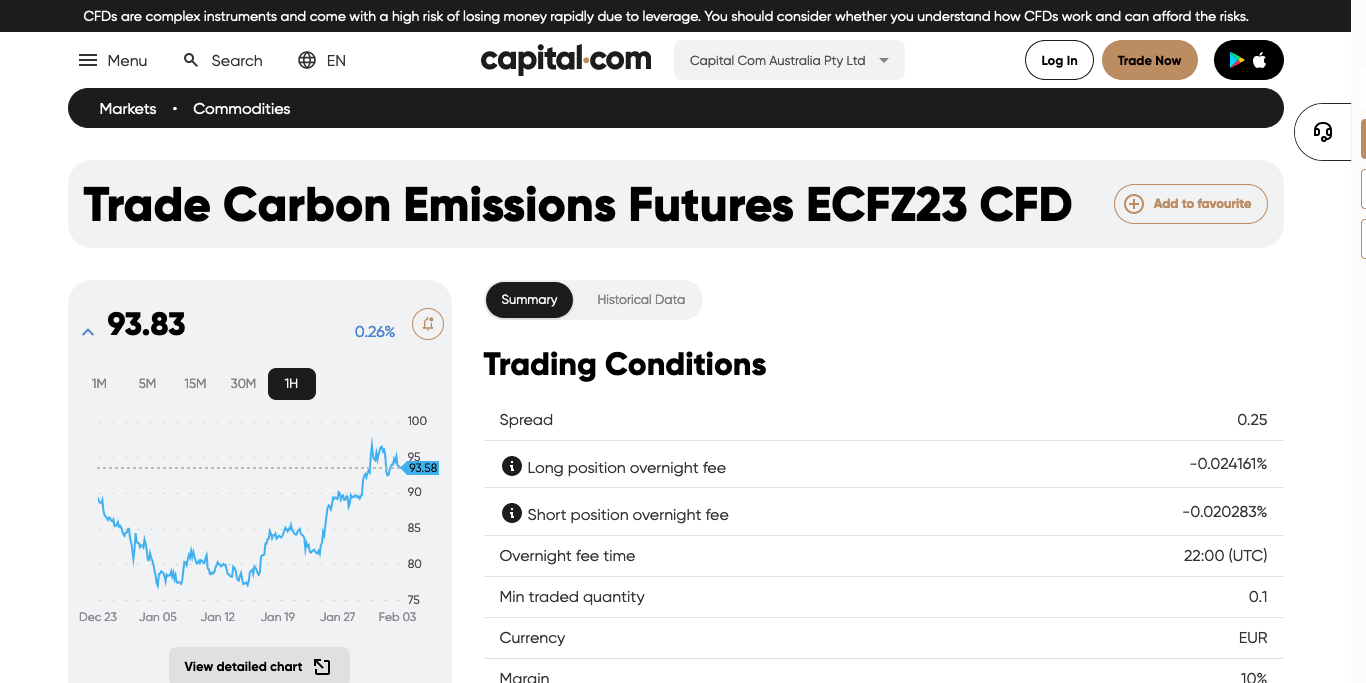 CFDs are complex instruments and come with a high risk of losing money rapidly due to leverage. You should consider whether you understand how CFDs work and can afford the risks.
Menu Search EN capital.com Capital Com Australia Pty Ltd Log In Trade Now
Markets • Commodities
Trade Carbon Emissions Futures ECFZ23 CFD Add to favourite
93.83 0.26%
1M 5M 15M 30M 1H
100
95
93.58
90
85
80
75
Dec 23 Jan 05 Jan 12 Jan 19 Jan 27 Feb 03
View detailed chart
Summary Historical Data
Trading Conditions
Spread 0.25
Long position overnight fee -0.024161%
Short position overnight fee -0.020283%
Overnight fee time 22:00 (UTC)
Min traded quantity 0.1
Currency EUR
Margin 10%